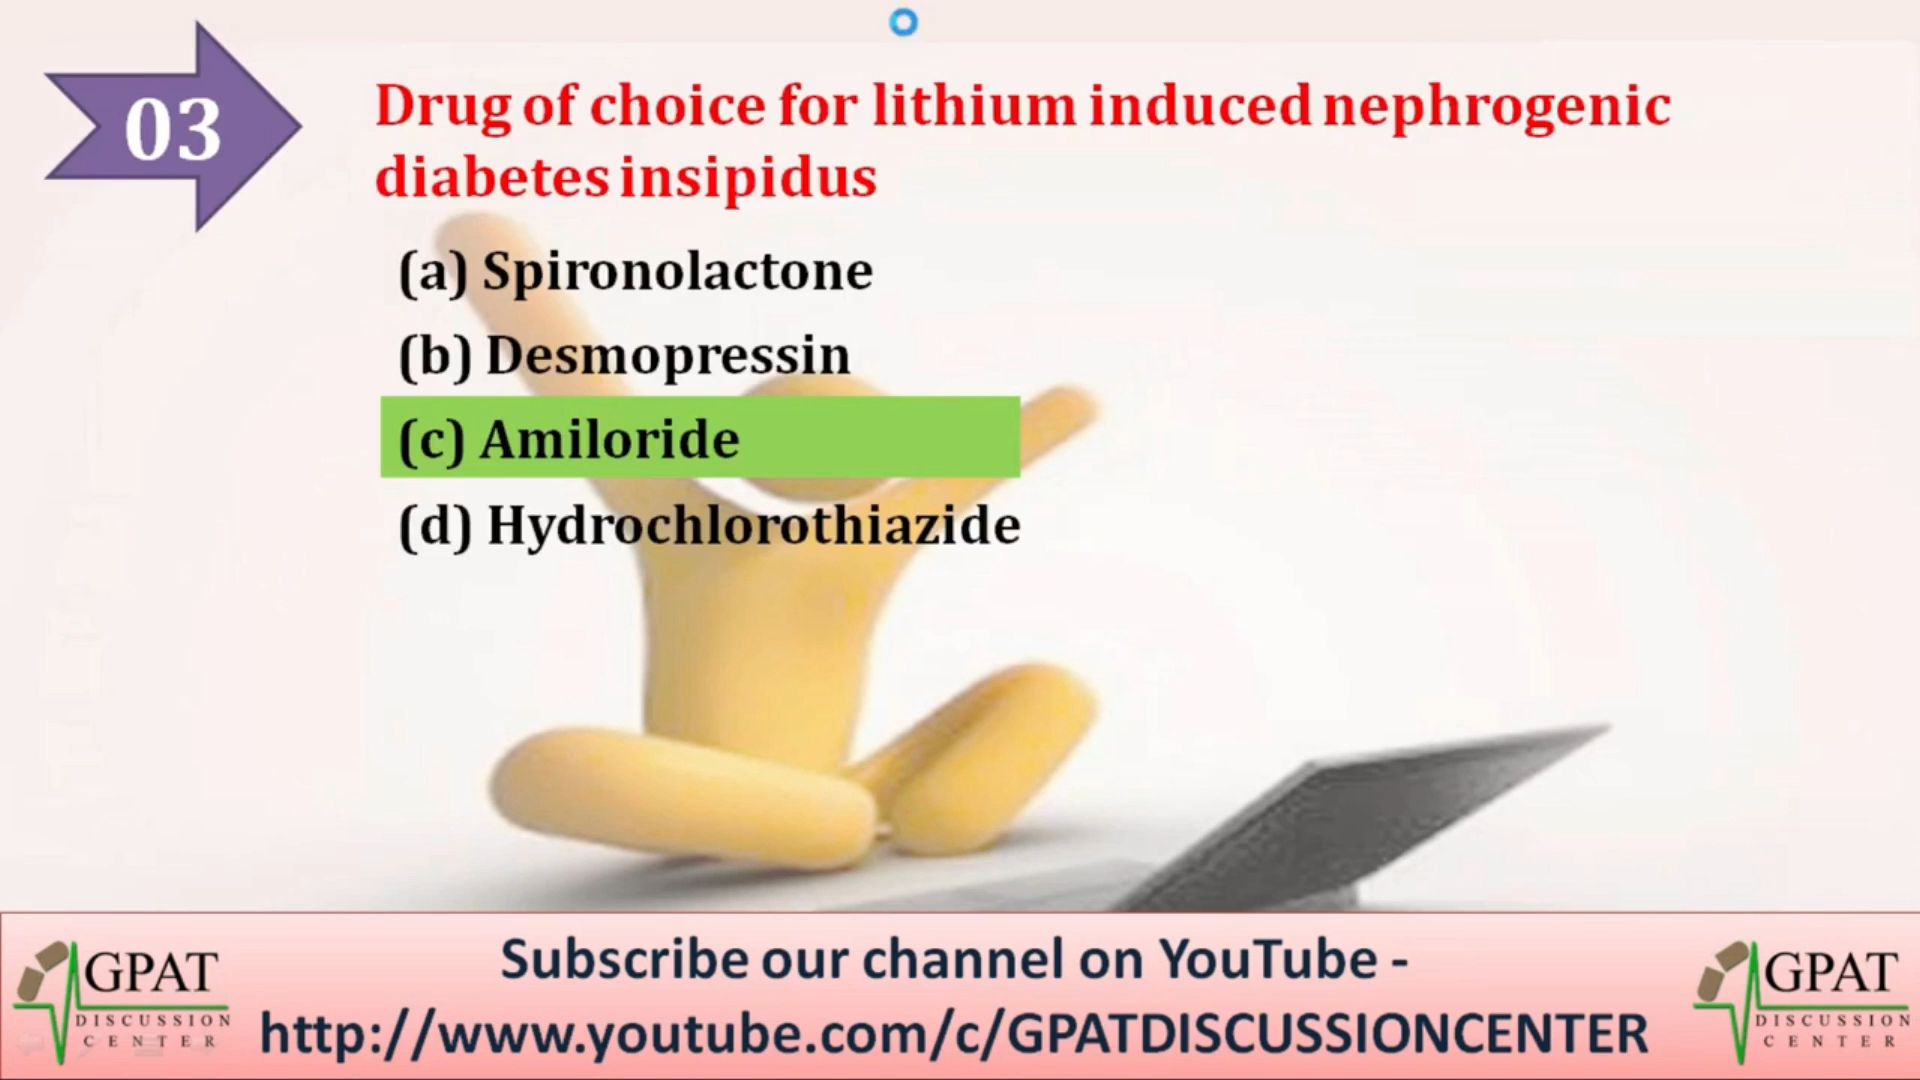 03
Drug of choice for lithium induced nephrogenic
diabetes insipidus
(a) Spironolactone
(b) Desmopressin
(c) Amiloride
(d) Hydrochlorothiazide
GPAT
DISCUSSION
CENTER
Subscribe our channel on YouTube -
http://www.youtube.com/c/GPATDISCUSSIONCENTER
GPAT
DISCUSSION
CENTER